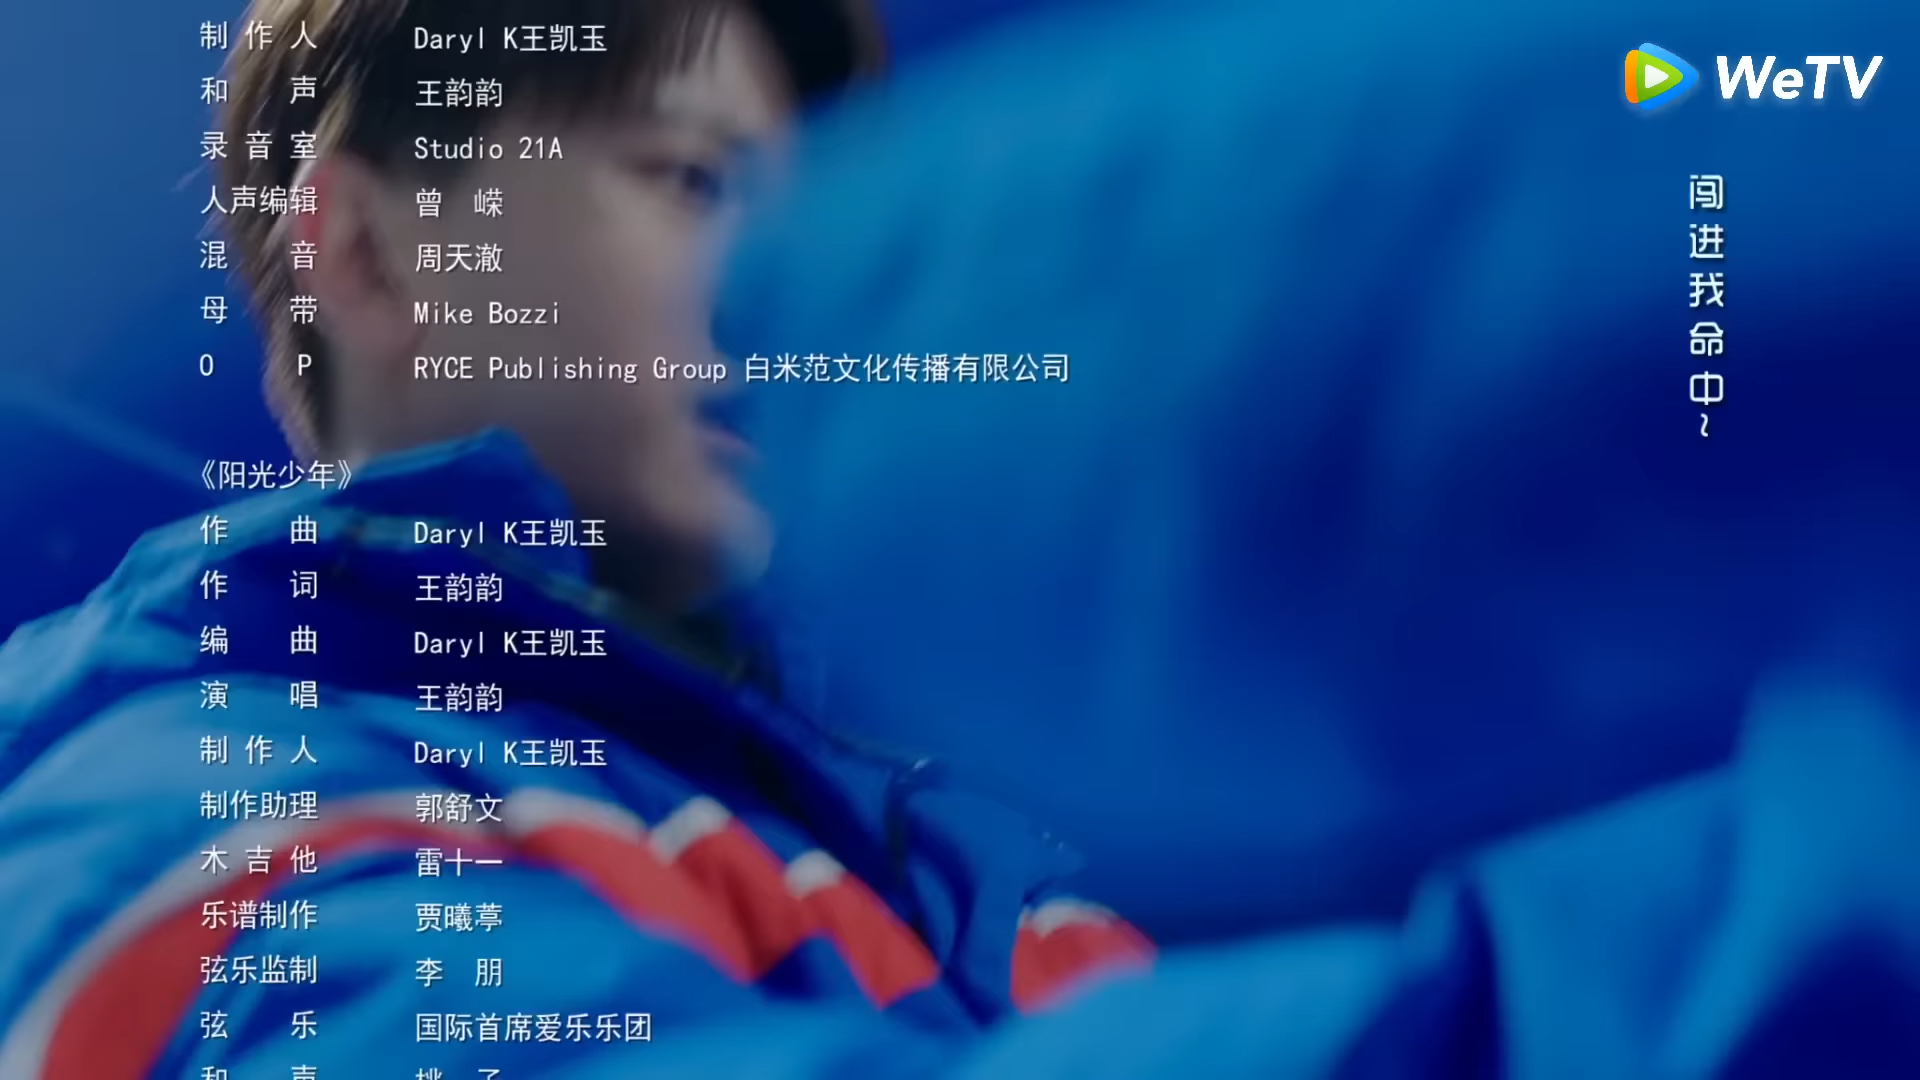 制作人 Daryl K王凯玉
和声 王韵韵
录音室 Studio 21A
人声编辑 曾嵘
混音 周天澈
母带 Mike Bozzi
OP RYCE Publishing Group 白米范文化传播有限公司
《阳光少年》
作曲 Daryl K王凯玉
作词 王韵韵
编曲 Daryl K王凯玉
演唱 王韵韵
制作人 Daryl K王凯玉
制作助理 郭舒文
木吉他 雷十一
乐谱制作 贾曦葶
弦乐监制 李朋
弦乐 国际首席爱乐乐团
和声
WeTV
闯进我命中~